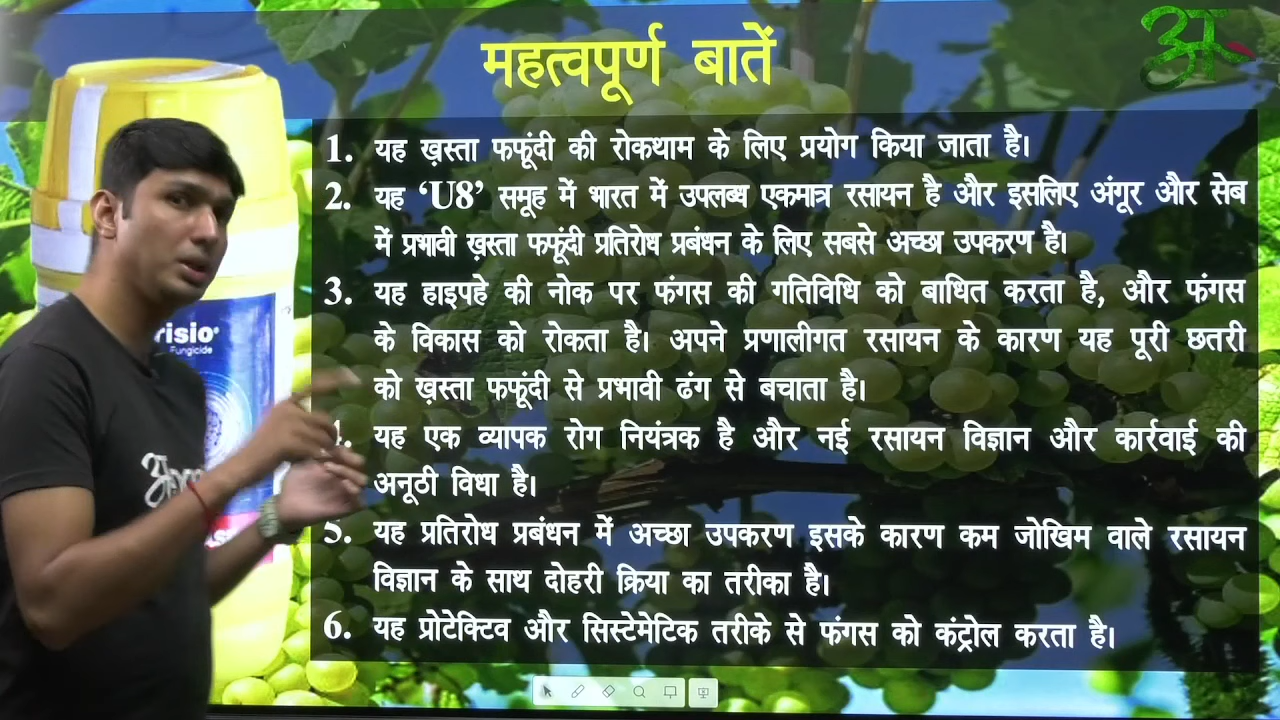 महत्वपूर्ण बातें
अ
1. यह ख़स्ता फफूंदी की रोकथाम के लिए प्रयोग किया जाता है।
2. यह ‘U8’ समूह में भारत में उपलब्ध एकमात्र रसायन है और इसलिए अंगूर और सेब
में प्रभावी ख़स्ता फफूंदी प्रतिरोध प्रबंधन के लिए सबसे अच्छा उपकरण है।
3. यह हाइपहे की नोक पर फंगस की गतिविधि को बाधित करता है, और फंगस
के विकास को रोकता है। अपने प्रणालीगत रसायन के कारण यह पूरी छतरी
को ख़स्ता फफूंदी से प्रभावी ढंग से बचाता है।
यह एक व्यापक रोग नियंत्रक है और नई रसायन विज्ञान और कार्रवाई की
अनूठी विधा है।
5. यह प्रतिरोध प्रबंधन में अच्छा उपकरण इसके कारण कम जोखिम वाले रसायन
विज्ञान के साथ दोहरी क्रिया का तरीका है।
6. यह प्रोटेक्टिव और सिस्टेमेटिक तरीके से फंगस को कंट्रोल करता है।
risio
Fungicide